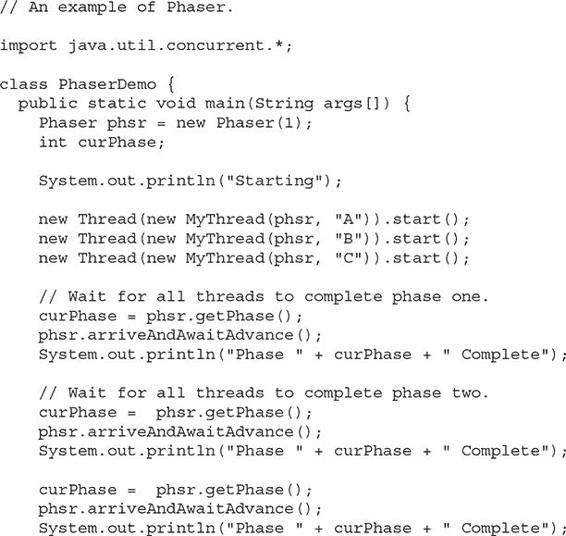 // An example of Phaser.
import java.util.concurrent.*;
class PhaserDemo {
  public static void main(String args[]) {
    Phaser phsr = new Phaser(1);
    int curPhase;
    System.out.println("Starting");
    new Thread(new MyThread(phsr, "A")).start();
    new Thread(new MyThread(phsr, "B")).start();
    new Thread(new MyThread(phsr, "C")).start();
    // Wait for all threads to complete phase one.
    curPhase = phsr.getPhase();
    phsr.arriveAndAwaitAdvance();
    System.out.println("Phase " + curPhase + " Complete");
    // Wait for all threads to complete phase two.
    curPhase =  phsr.getPhase();
    phsr.arriveAndAwaitAdvance();
    System.out.println("Phase " + curPhase + " Complete");
    curPhase =  phsr.getPhase();
    phsr.arriveAndAwaitAdvance();
    System.out.println("Phase " + curPhase + " Complete");